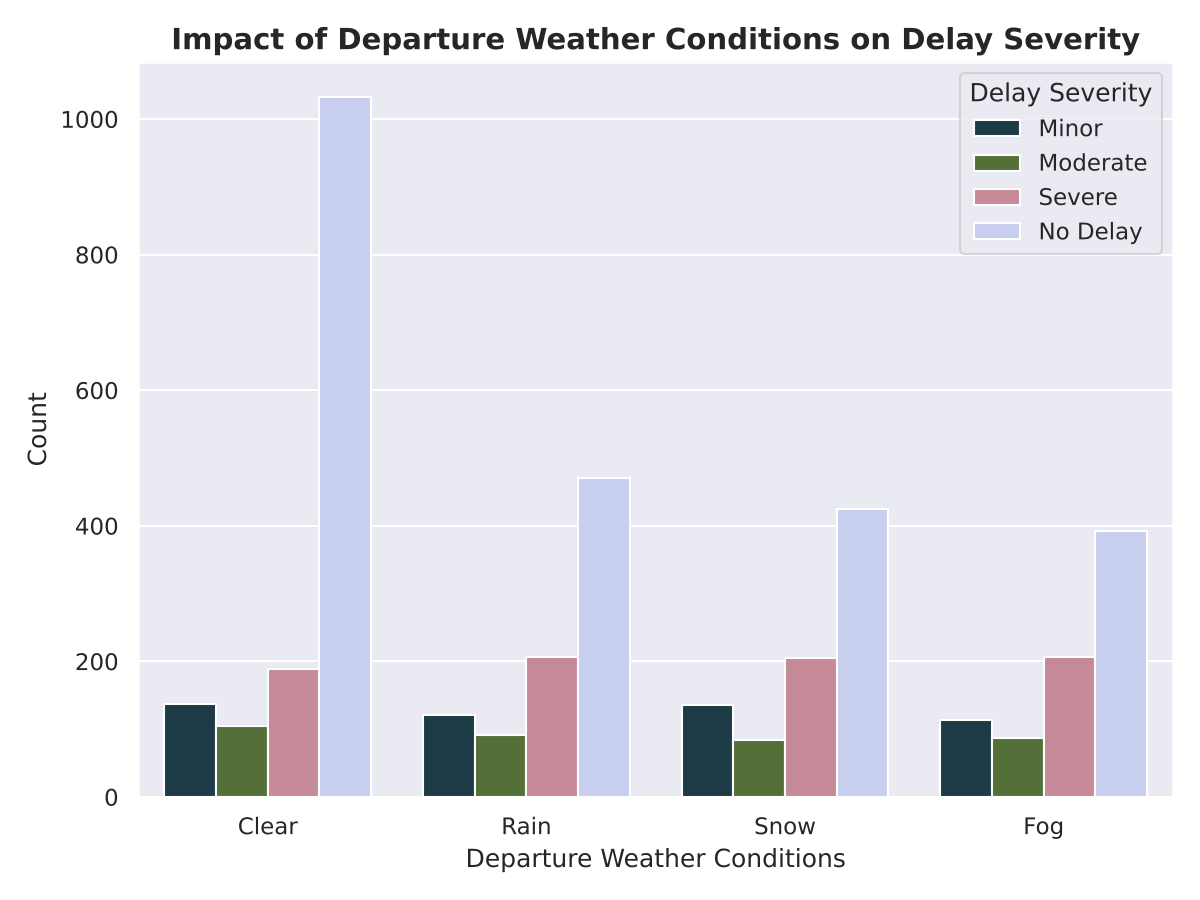 Impact of Departure Weather Conditions on Delay Severity
Delay Severity
Minor
Moderate
Severe
No Delay
Count
1000
800
600
400
200
0
Clear
Rain
Snow
Fog
Departure Weather Conditions